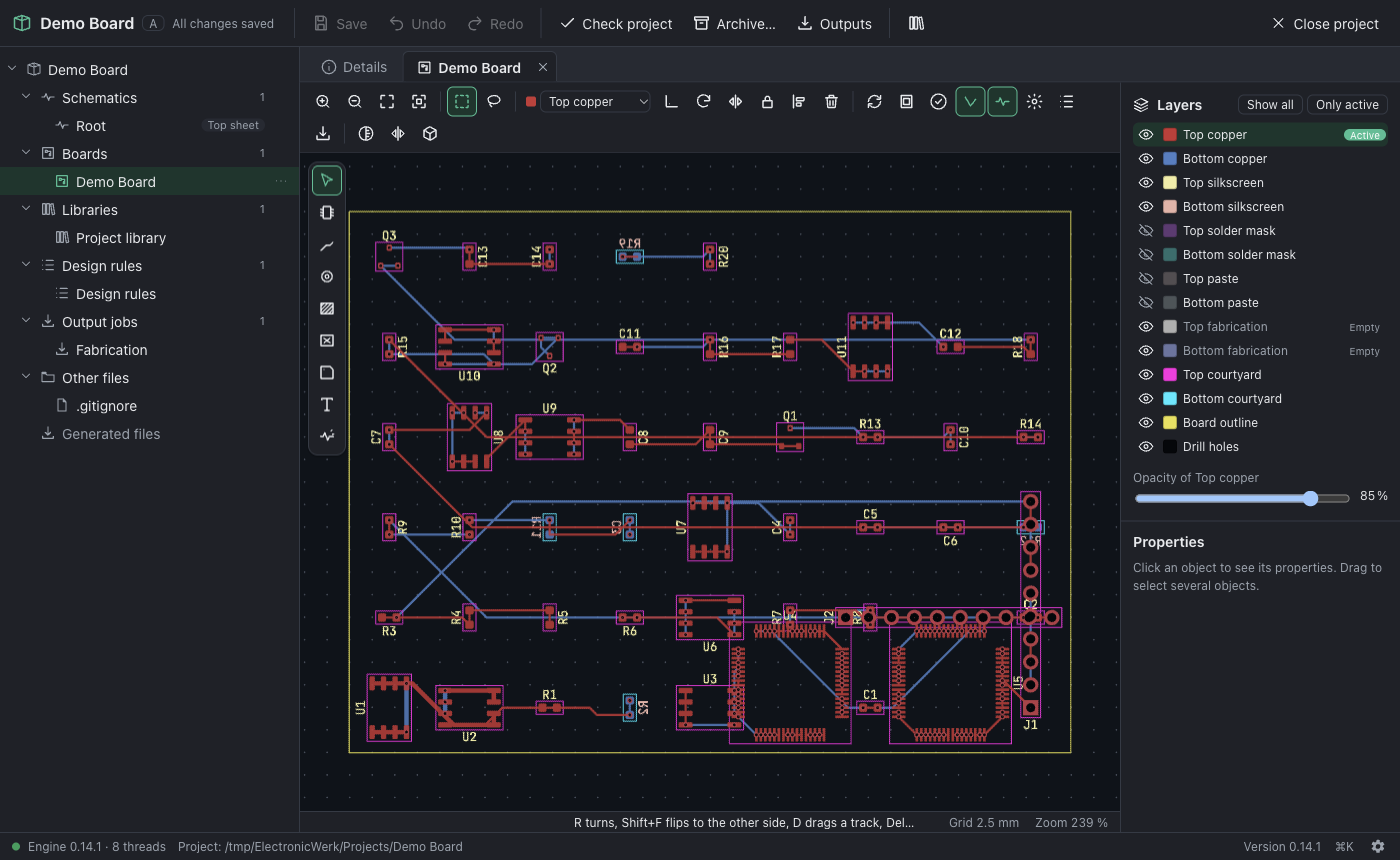 Demo Board A All changes saved Save Undo Redo Check project Archive... Outputs Close project
Demo Board
Schematics 1
Root Top sheet
Boards 1
Demo Board ...
Libraries 1
Project library
Design rules 1
Design rules
Output jobs 1
Fabrication
Other files
.gitignore
Generated files
Details Demo Board
Top copper
Q3 C13 C14 R19 R20
R15 U10 Q2 C11 R16 R17 U11 C12 R18
C7 U8 U9 C8 C9 Q1 R13 C10 R14
R9 R10 R11 C3 U7 C4 C5 C6
R3 R4 R5 R6 U6 R7 J2 R8 C2
U1 U2 R1 R2 U3 C1 U5 J1
R turns, Shift+F flips to the other side, D drags a track, Del... Grid 2.5 mm Zoom 239 %
Layers Show all Only active
Top copper Active
Bottom copper
Top silkscreen
Bottom silkscreen
Top solder mask
Bottom solder mask
Top paste
Bottom paste
Top fabrication Empty
Bottom fabrication Empty
Top courtyard
Bottom courtyard
Board outline
Drill holes
Opacity of Top copper
85 %
Properties
Click an object to see its properties. Drag to
select several objects.
Engine 0.14.1 · 8 threads Project: /tmp/ElectronicWerk/Projects/Demo Board Version 0.14.1 ⌘K